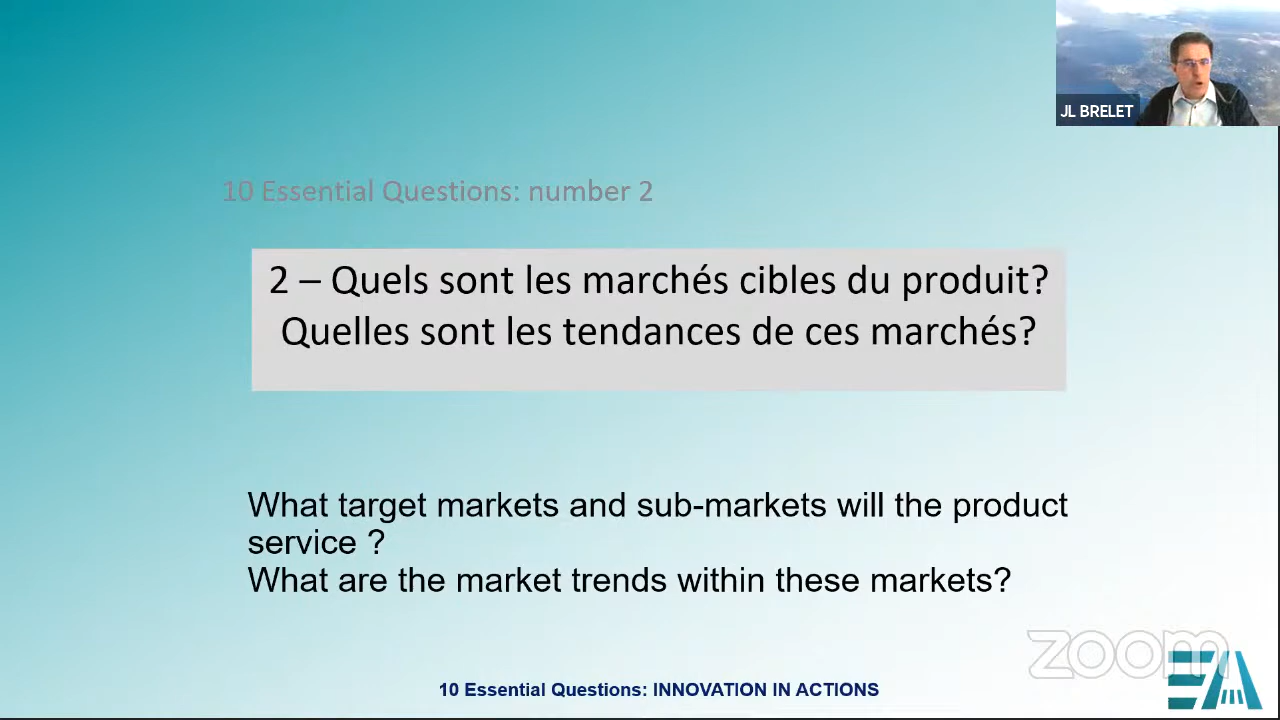 JL BRELET
10 Essential Questions: number 2
2 – Quels sont les marchés cibles du produit?
Quelles sont les tendances de ces marchés?
What target markets and sub-markets will the product
service ?
What are the market trends within these markets?
zoom
EA
10 Essential Questions: INNOVATION IN ACTIONS